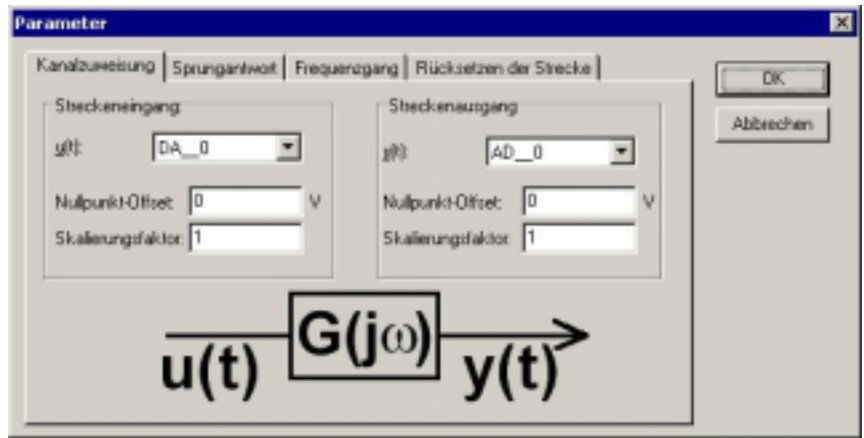 Parameter
Kanalzuweisung Sprungantwort Frequenzgang Rücksetzen der Strecke
OK
Abbrechen
Streckeneingang:
DA__0
Nullpunkt-Offset: 0 V
Skalierungsfaktor: 1
Streckenausgang
AD__0
Nullpunkt-Offset: 0 V
Skalierungsfaktor: 1
u(t) G(jω) y(t)